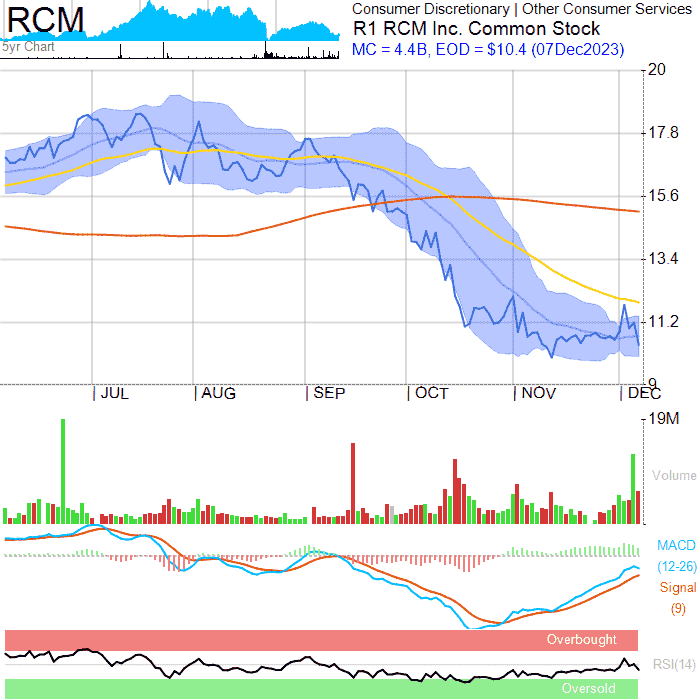 RCM
5yr Chart
Consumer Discretionary | Other Consumer Services
R1 RCM Inc. Common Stock
MC = 4.4B, EOD = $10.4 (07Dec2023)
20
17.8
15.6
13.4
11.2
9
JUL
AUG
SEP
OCT
NOV
DEC
19M
Volume
MACD
(12-26)
Signal
(9)
Overbought
RSI(14)
Oversold